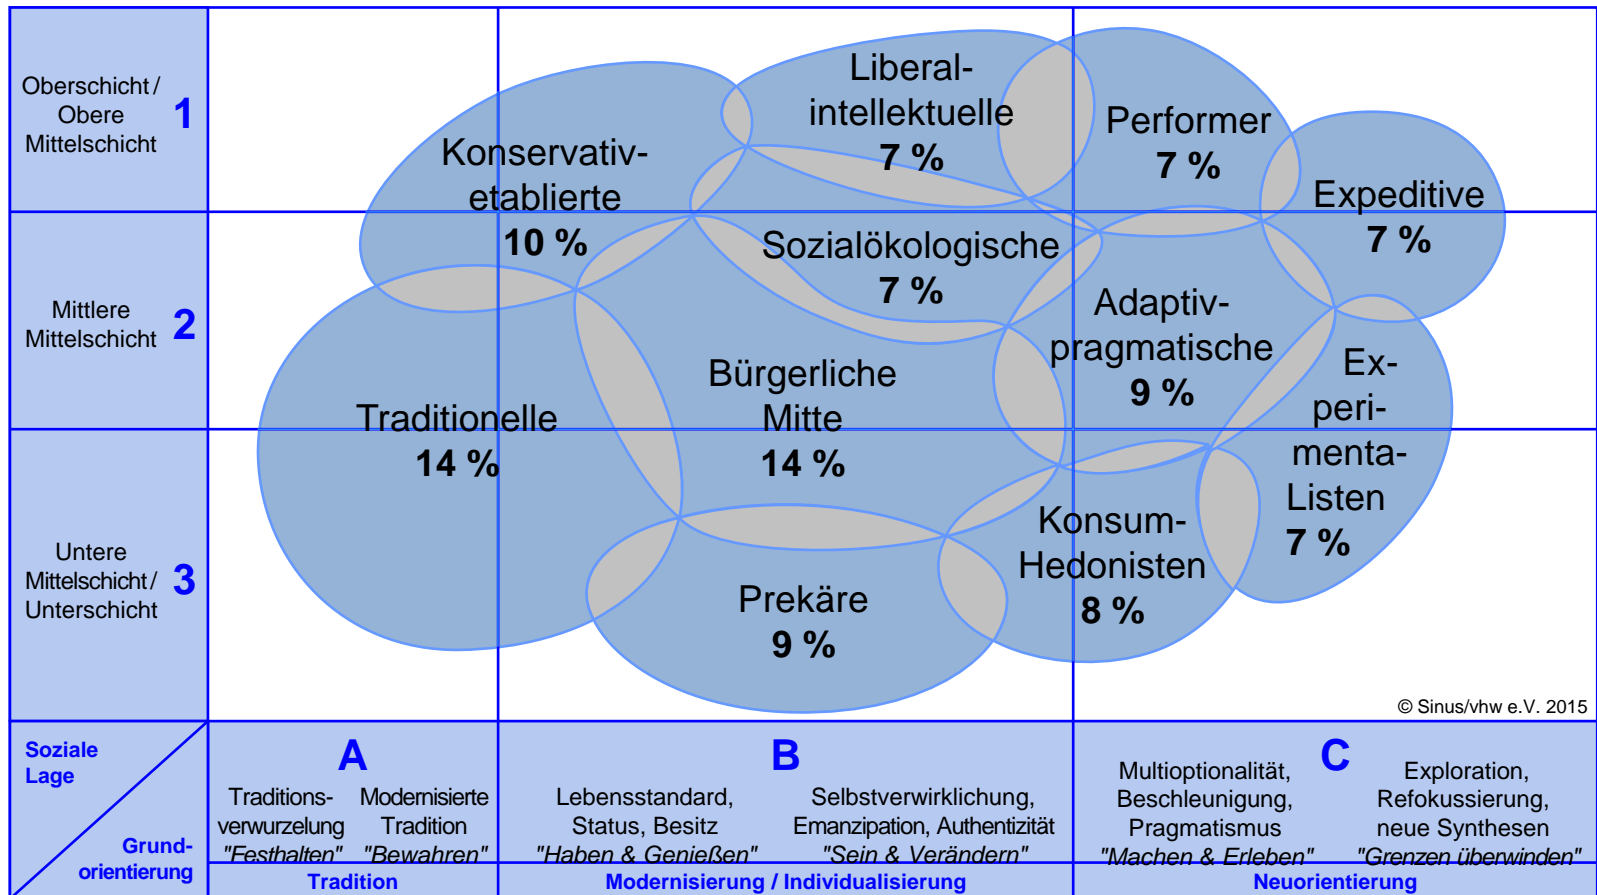 Oberschicht / 
Obere
Mittelschicht
1
Mittlere
Mittelschicht
2
Untere
Mittelschicht /
Unterschicht
3
Konservativ-
etablierte
10 %
Liberal-
intellektuelle
7 %
Performer
7 %
Expeditive
7 %
Sozialökologische
7 %
Adaptiv-
pragmatische
9 %
Traditionelle
14 %
Bürgerliche
Mitte
14 %
Ex-
peri-
menta-
Listen
7 %
Konsum-
Hedonisten
8 %
Prekäre
9 %
© Sinus/vhw e.V. 2015
Soziale
Lage
Grund-
orientierung
A
Traditions-
verwurzelung
"Festhalten"
Modernisierte
Tradition
"Bewahren"
Tradition
B
Lebensstandard,
Status, Besitz
"Haben & Genießen"
Selbstverwirklichung,
Emanzipation, Authentizität
"Sein & Verändern"
Modernisierung / Individualisierung
C
Multioptionalität,
Beschleunigung,
Pragmatismus
"Machen & Erleben"
Exploration,
Refokussierung,
neue Synthesen
"Grenzen überwinden"
Neuorientierung